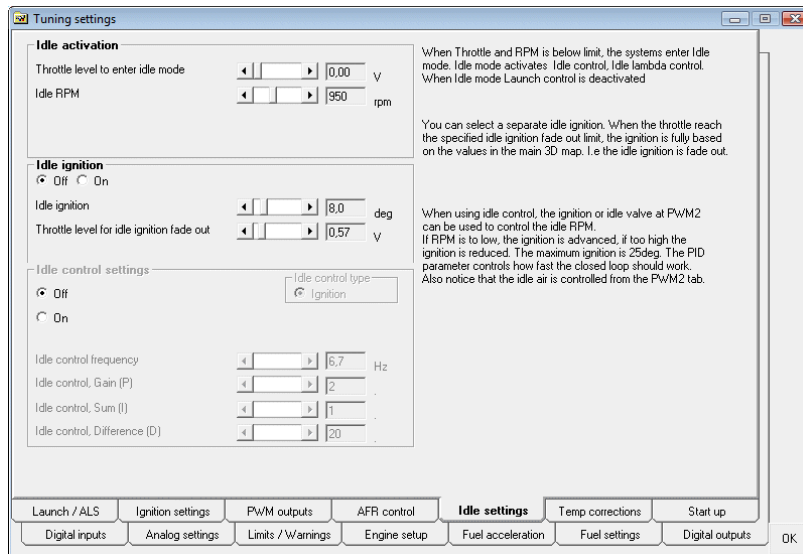 Tuning settings
Idle activation
Throttle level to enter idle mode 0,00 V
Idle RPM 950 rpm
Idle ignition
Off On
Idle ignition 8,0 deg
Throttle level for idle ignition fade out 0,57 V
Idle control settings
Idle control type
Off
Ignition
On
Idle control frequency 6,7 Hz
Idle control, Gain (P) 2 .
Idle control, Sum (I) 1 .
Idle control, Difference (D) 20 .
When Throttle and RPM is below limit, the systems enter Idle
mode. Idle mode activates Idle control, Idle lambda control.
When Idle mode Launch control is deactivated
You can select a separate idle ignition. When the throttle reach
the specified idle ignition fade out limit, the ignition is fully based
on the values in the main 3D map. I.e the idle ignition is fade out.
When using idle control, the ignition or idle valve at PWM2
can be used to control the idle RPM.
If RPM is to low, the ignition is advanced, if too high the
ignition is reduced. The maximum ignition is 25deg. The PID
parameter controls how fast the closed loop should work.
Also notice that the idle air is controlled from the PWM2 tab.
Launch / ALS Ignition settings PWM outputs AFR control Idle settings Temp corrections Start up
Digital inputs Analog settings Limits / Warnings Engine setup Fuel acceleration Fuel settings Digital outputs
OK